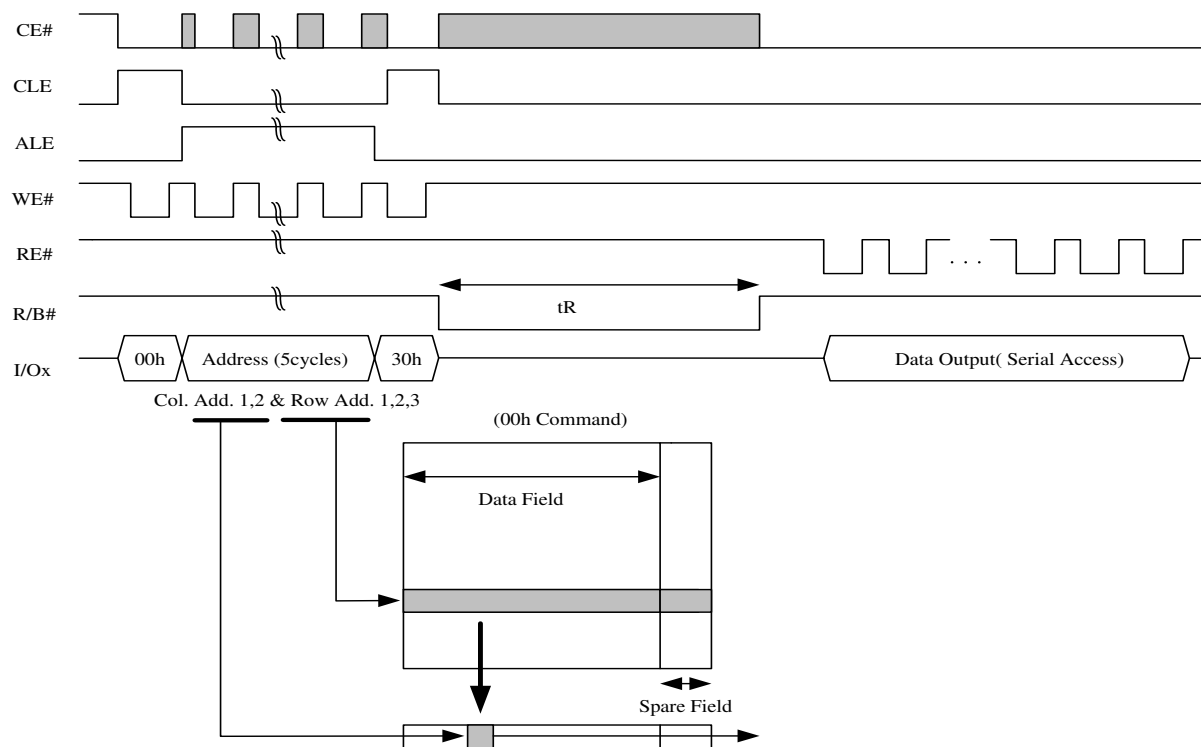 CE#
CLE
ALE
WE#
RE#
. . .
tR
R/B#
I/Ox
00h
Address (5cycles)
30h
Data Output( Serial Access)
Col. Add. 1,2 & Row Add. 1,2,3
(00h Command)
Data Field
Spare Field